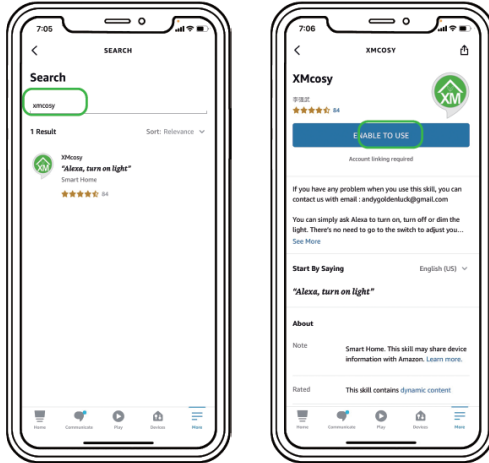 7:05
SEARCH
Search
xmcosy
1 Result
Sort: Relevance
XM
XMcosy
“Alexa, turn on light”
Smart Home
84
Home
Communicate
Play
Devices
More
7:06
XMCOSY
XMcosy
84
XM
ENABLE TO USE
Account linking required
If you have any problem when you use this skill, you can
contact us with email : andygoldenluck@gmail.com
You can simply ask Alexa to turn on, turn off or dim the
light. There's no need to go to the switch to adjust you...
See More
Start By Saying
English (US)
“Alexa, turn on light”
About
Note
Smart Home. This skill may share device
information with Amazon. Learn more.
Rated
This skill contains dynamic content
Home
Communicate
Play
Devices
More